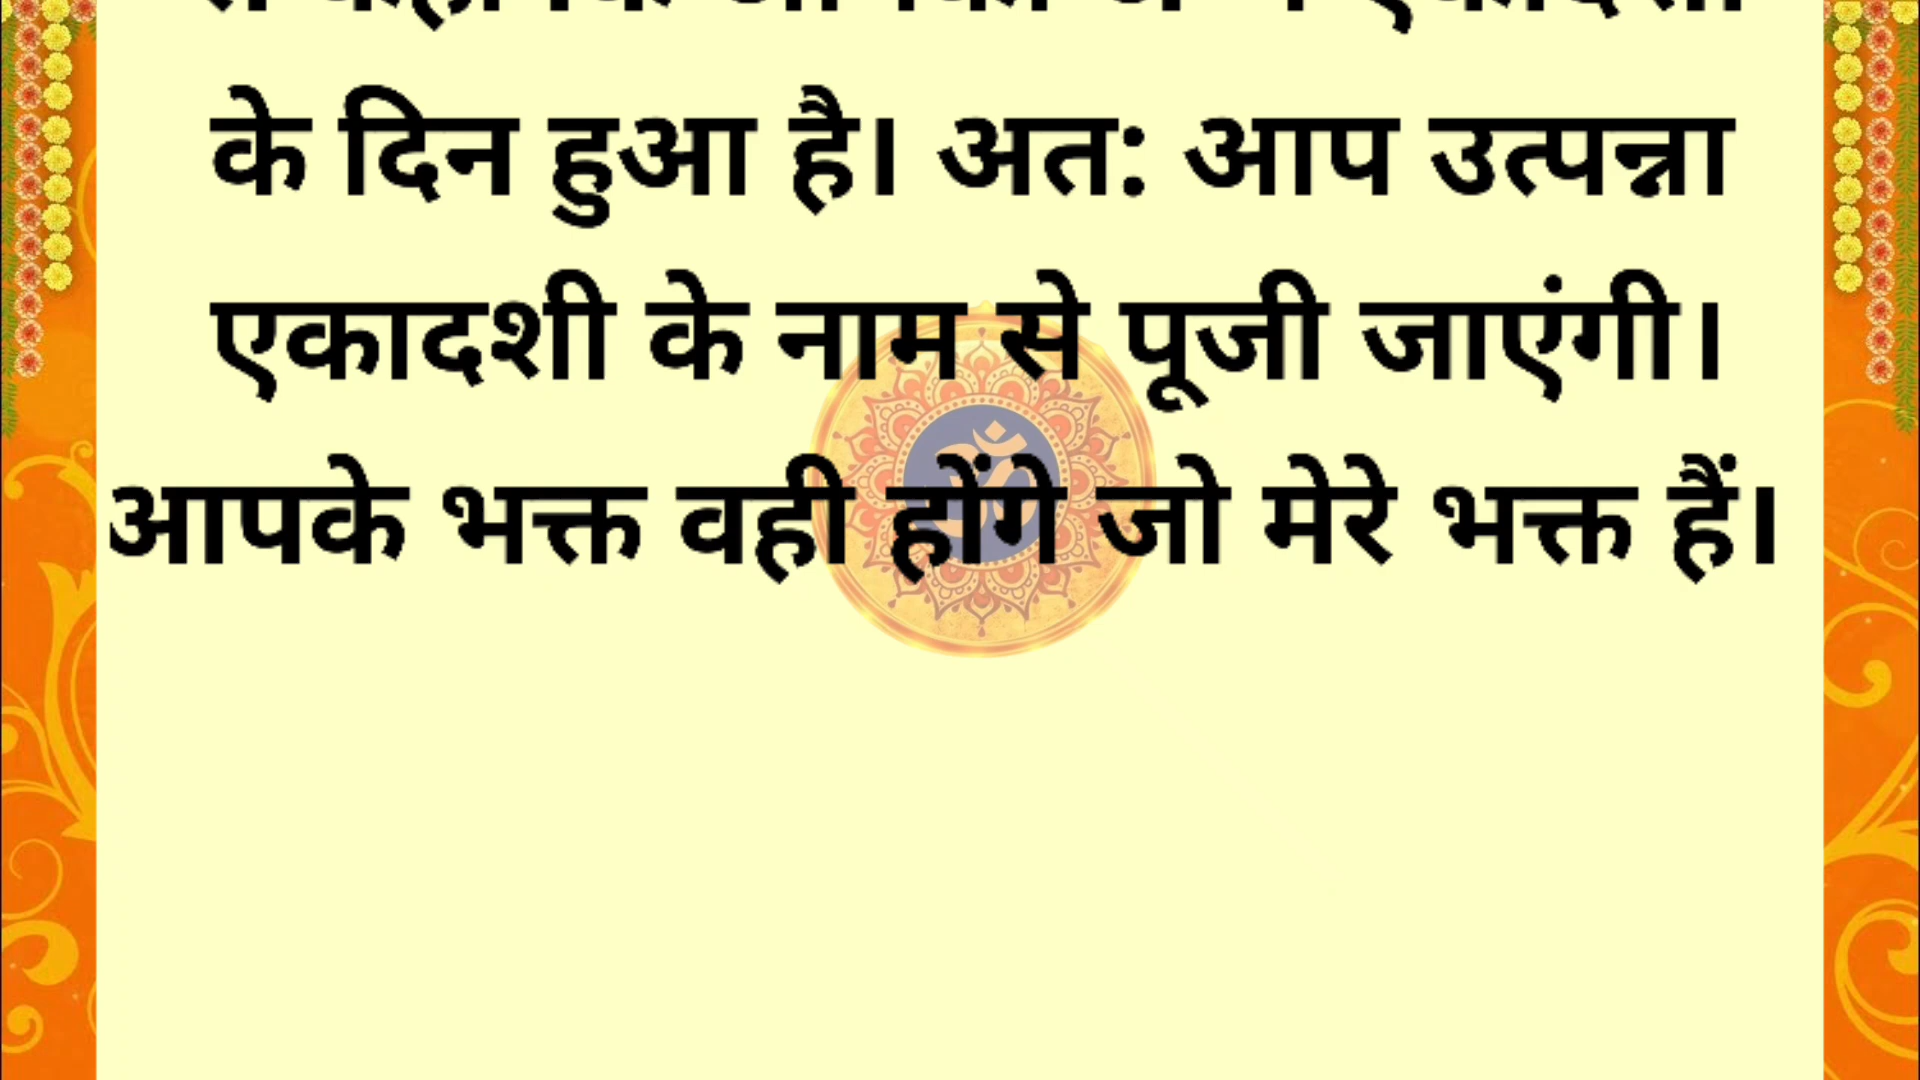 के दिन हुआ है। अत: आप उत्पन्ना
एकादशी के नाम से पूजी जाएंगी।
आपके भक्त वही होंगे जो मेरे भक्त हैं।